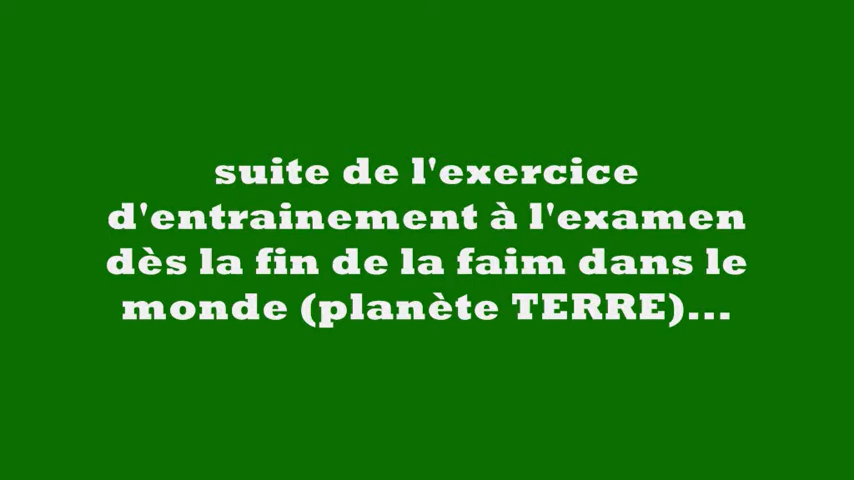 suite de l'exercice
d'entrainement à l'examen
dès la fin de la faim dans le
monde (planète TERRE)...